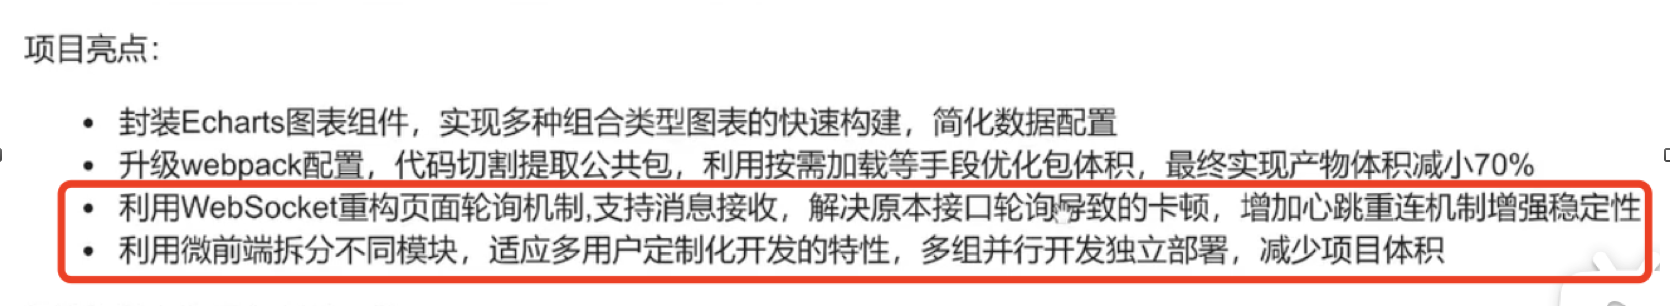 项目亮点：
封装Echarts图表组件，实现多种组合类型图表的快速构建，简化数据配置
升级webpack配置，代码切割提取公共包，利用按需加载等手段优化包体积，最终实现产物体积减小70%
利用WebSocket重构页面轮询机制,支持消息接收，解决原本接口轮询导致的卡顿，增加心跳重连机制增强稳定性
利用微前端拆分不同模块，适应多用户定制化开发的特性，多组并行开发独立部署，减少项目体积